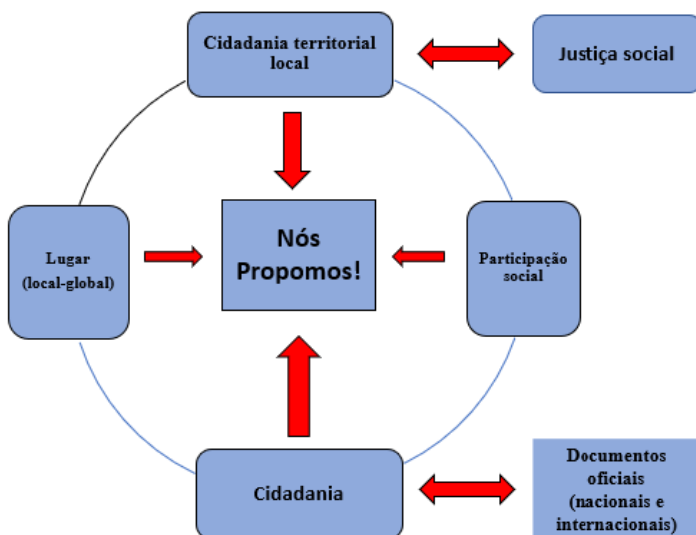 Cidadania territorial
local
Justiça social
Nós
Propomos!
Lugar
(local-global)
Participação
social
Cidadania
Documentos
oficiais
(nacionais e
internacionais)